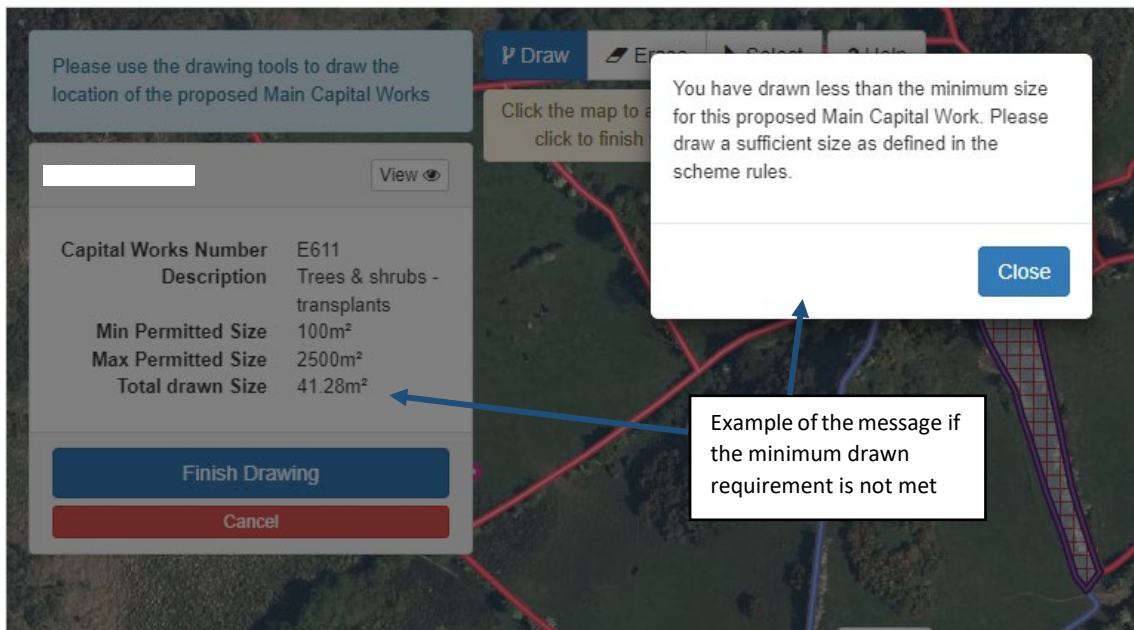 Please use the drawing tools to draw the
location of the proposed Main Capital Works
View
Capital Works Number E611
Description Trees & shrubs -
transplants
Min Permitted Size 100m²
Max Permitted Size 2500m²
Total drawn Size 41.28m²
Finish Drawing
Cancel
Draw
Help
Click the map to
click to finish
You have drawn less than the minimum size
for this proposed Main Capital Work. Please
draw a sufficient size as defined in the
scheme rules.
Close
Example of the message if
the minimum drawn
requirement is not met